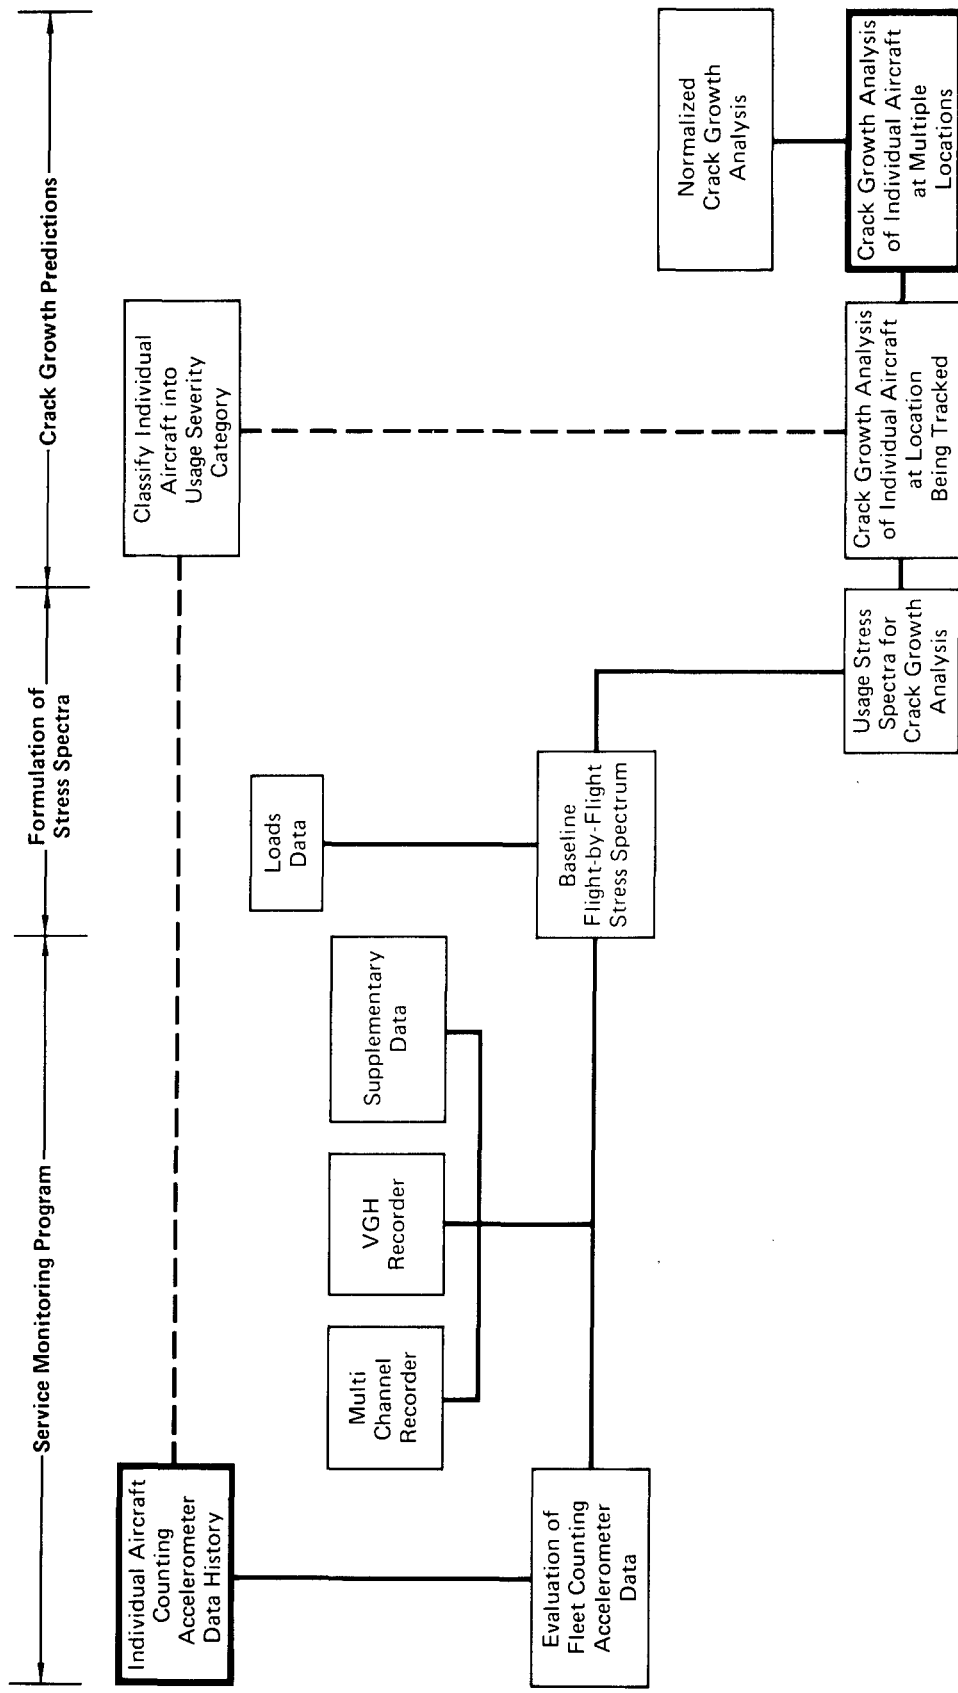 Service Monitoring Program
Formulation of
Stress Spectra
Crack Growth Predictions
Individual Aircraft
Counting
Accelerometer
Data History
Classify Individual
Aircraft into
Usage Severity
Category
Multi
Channel
Recorder
VGH
Recorder
Supplementary
Data
Loads
Data
Evaluation of
Fleet Counting
Accelerometer
Data
Baseline
Flight-by-Flight
Stress Spectrum
Normalized
Crack Growth
Analysis
Usage Stress
Spectra for
Crack Growth
Analysis
Crack Growth Analysis
of Individual Aircraft
at Location
Being Tracked
Crack Growth Analysis
of Individual Aircraft
at Multiple
Locations